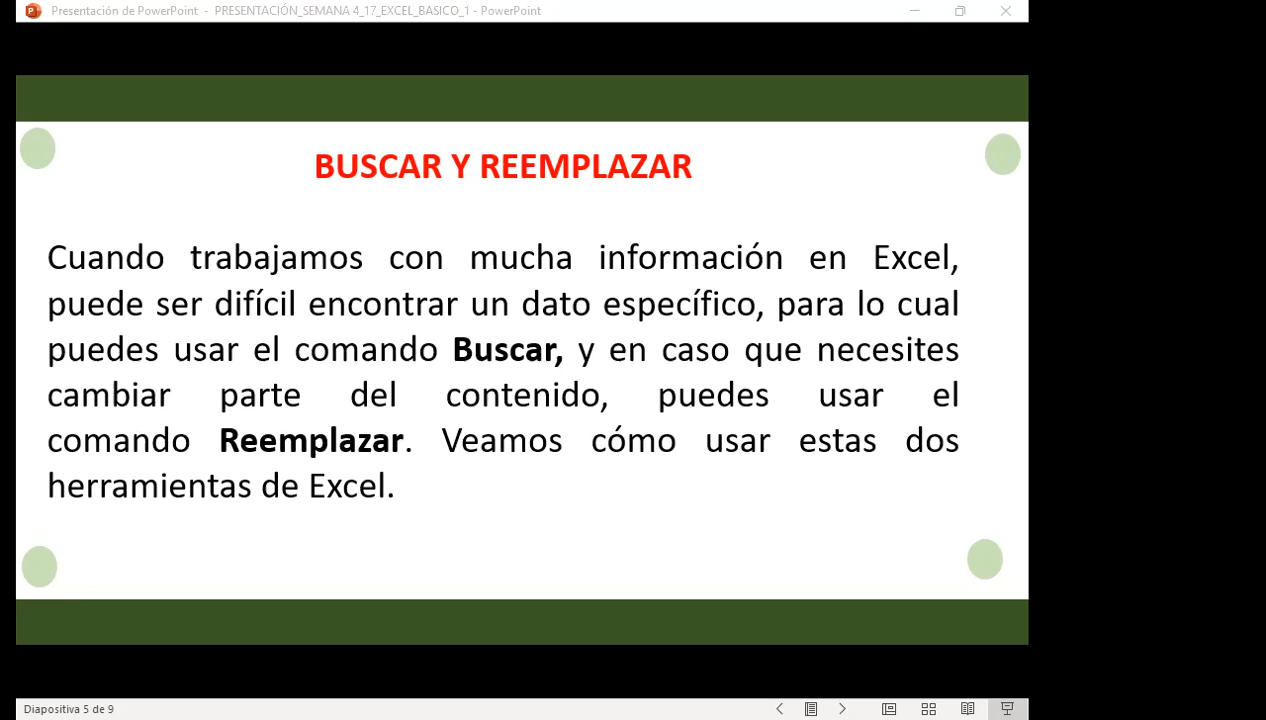 Presentación de PowerPoint - PRESENTACIÓN_SEMANA 4_17_EXCEL_BASICO_1 - PowerPoint
BUSCAR Y REEMPLAZAR
Cuando trabajamos con mucha información en Excel,
puede ser difícil encontrar un dato específico, para lo cual
puedes usar el comando Buscar, y en caso que necesites
cambiar parte del contenido, puedes usar el
comando Reemplazar. Veamos cómo usar estas dos
herramientas de Excel.
Diapositiva 5 de 9